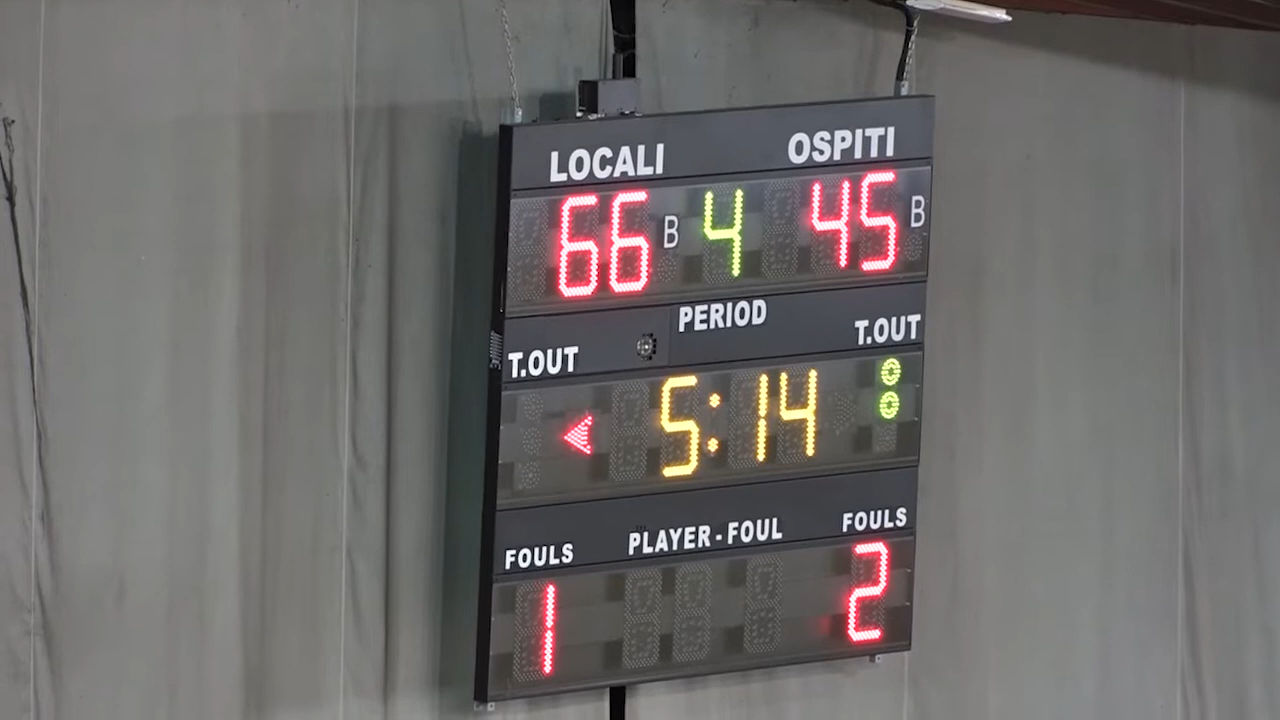 LOCALI OSPITI
66 B 4 45 B
PERIOD
T.OUT T.OUT
5:14
FOULS PLAYER-FOUL FOULS
1 2